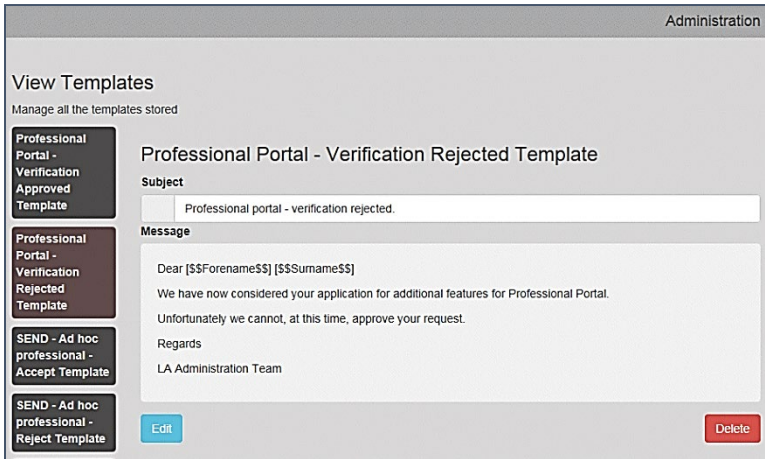 Administration
View Templates
Manage all the templates stored
Professional
Portal -
Verification
Approved
Template
Professional
Portal -
Verification
Rejected
Template
SEND - Ad hoc
professional -
Accept Template
SEND - Ad hoc
professional -
Reject Template
Professional Portal - Verification Rejected Template
Subject
Professional portal - verification rejected.
Message
Dear [$$Forename$$] [$$Surname$$]
We have now considered your application for additional features for Professional Portal.
Unfortunately we cannot, at this time, approve your request.
Regards
LA Administration Team
Edit
Delete